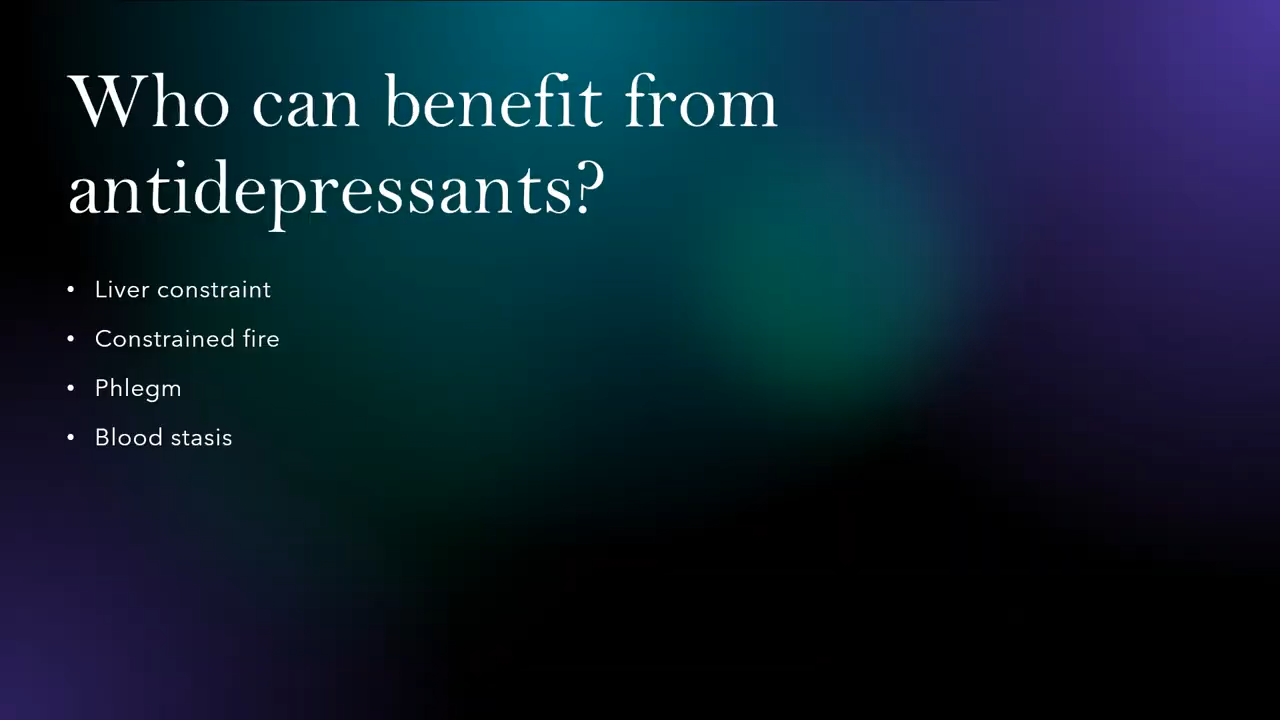 Who can benefit from
antidepressants?
• Liver constraint
• Constrained fire
• Phlegm
• Blood stasis